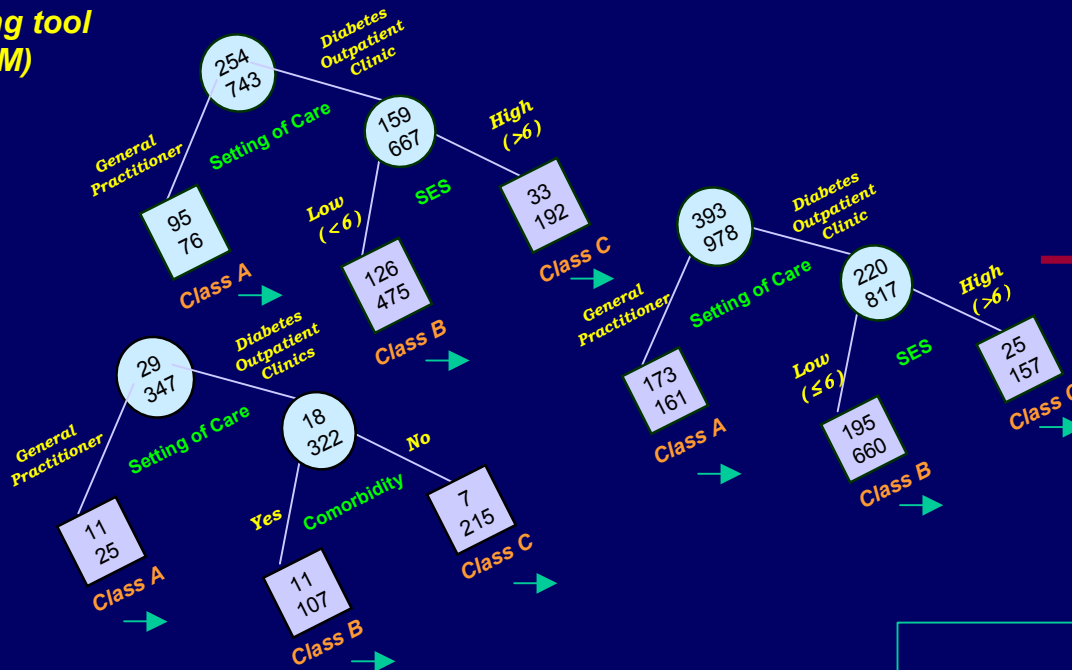 ng tool
M)
254
743
Diabetes
Outpatient
Clinic
General
Practitioner
Setting of Care
159
667
High
(>6)
95
76
Class A
Low
(<6)
SES
33
192
Class C
126
475
Class B
393
978
Diabetes
Outpatient
Clinic
General
Practitioner
Setting of Care
220
817
High
(>6)
173
161
Class A
Low
(≤6)
SES
25
157
Class C
195
660
Class B
29
347
Diabetes
Outpatient
Clinics
General
Practitioner
Setting of Care
18
322
No
11
25
Class A
Yes
Comorbidity
7
215
Class C
11
107
Class B